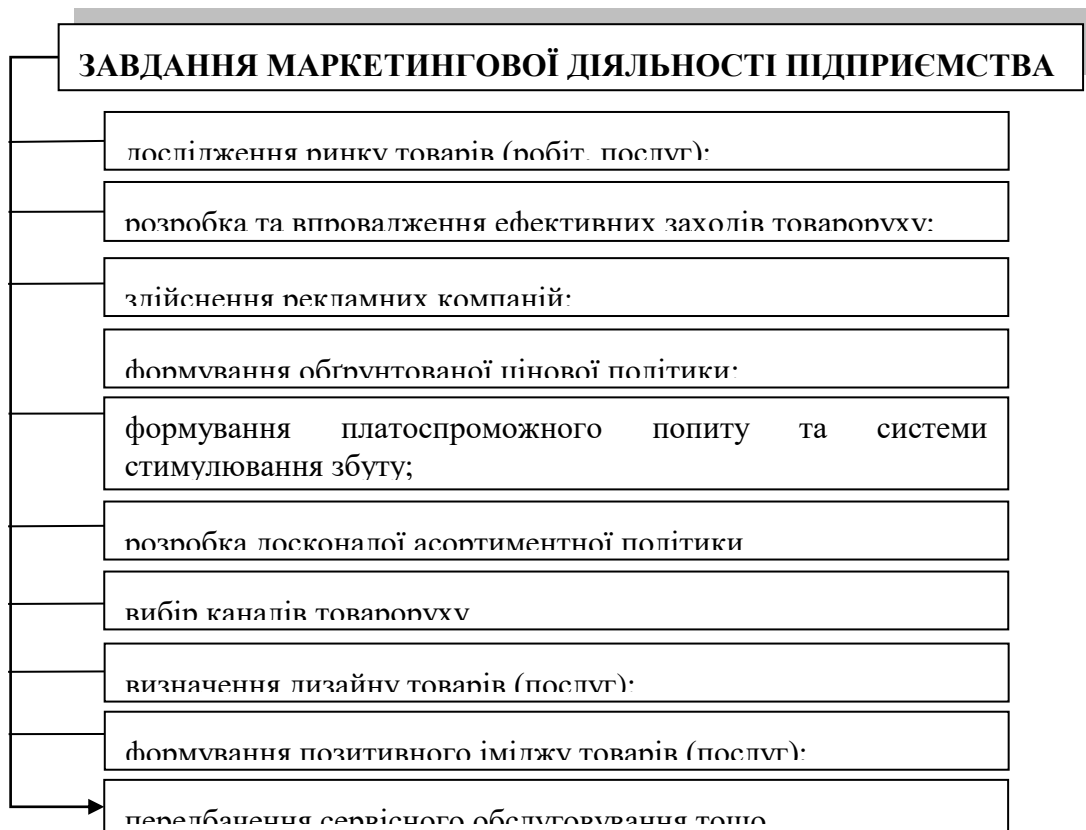 ЗАВДАННЯ МАРКЕТИНГОВОЇ ДІЯЛЬНОСТІ ПІДПРИЄМСТВА
дослідження ринку товарів (робіт, послуг);
розробка та впровадження ефективних заходів товароруху;
здійснення рекламних компаній;
формування обґрунтованої цінової політики;
формування платоспроможного попиту та системи
стимулювання збуту;
розробка досконалої асортиментної політики
вибір каналів товароруху
визначення дизайну товарів (послуг);
формування позитивного іміджу товарів (послуг);
передбачення сервісного обслуговування тощо